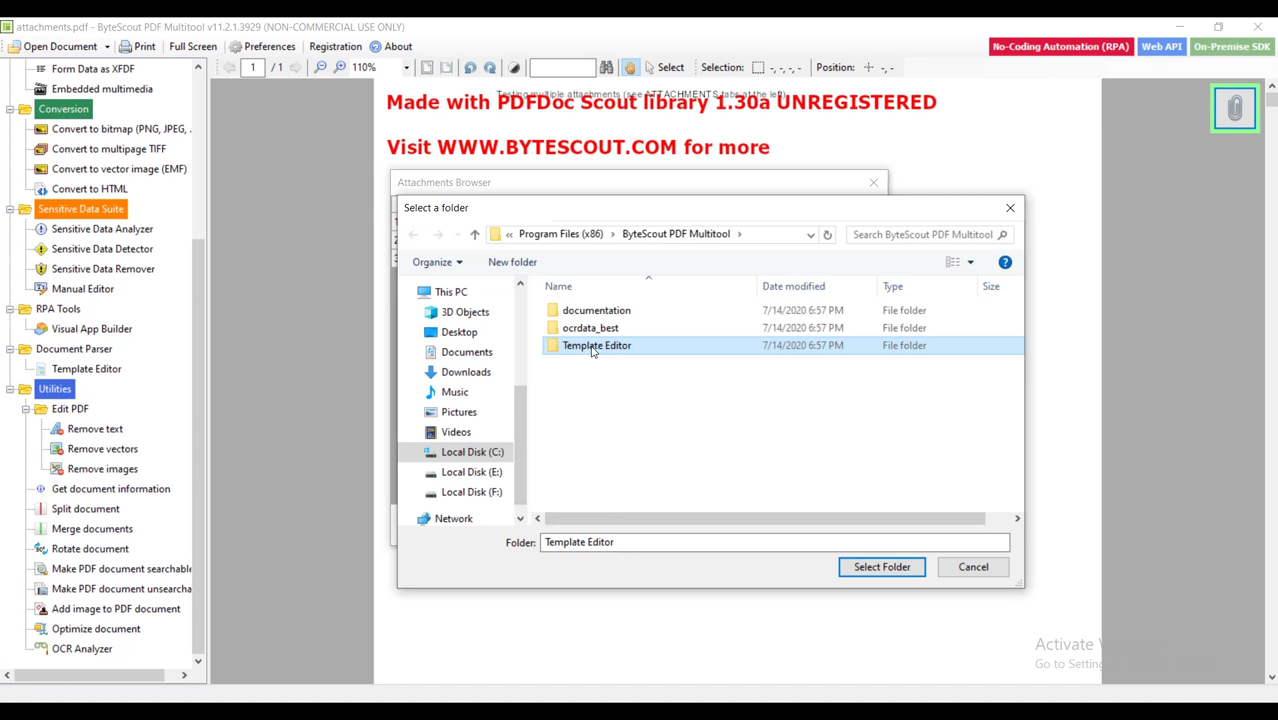 attachments.pdf - ByteScout PDF Multitool v11.2.1.3929 (NON-COMMERCIAL USE ONLY)
Open Document Print Full Screen Preferences Registration About No-Coding Automation (RPA) Web API On-Premise SDK
1 / 1 110% Select Selection: -,-,-,- Position: -,-
Form Data as XFDF
Embedded multimedia
Conversion
Convert to bitmap (PNG, JPEG, .
Convert to multipage TIFF
Convert to vector image (EMF)
Convert to HTML
Sensitive Data Suite
Sensitive Data Analyzer
Sensitive Data Detector
Sensitive Data Remover
Manual Editor
RPA Tools
Visual App Builder
Document Parser
Template Editor
Utilities
Edit PDF
Remove text
Remove vectors
Remove images
Get document information
Split document
Merge documents
Rotate document
Make PDF document searchable
Make PDF document unsearcha
Add image to PDF document
Optimize document
OCR Analyzer
Testing multiple attachments (see ATTACHMENTS tabs at the left)
Made with PDFDoc Scout library 1.30a UNREGISTERED
Visit WWW.BYTESCOUT.COM for more
Attachments Browser
Select a folder
« Program Files (x86) › ByteScout PDF Multitool › Search ByteScout PDF Multitool
Organize New folder
This PC
3D Objects
Desktop
Documents
Downloads
Music
Pictures
Videos
Local Disk (C:)
Local Disk (E:)
Local Disk (F:)
Network
Name Date modified Type Size
documentation 7/14/2020 6:57 PM File folder
ocrdata_best 7/14/2020 6:57 PM File folder
Template Editor 7/14/2020 6:57 PM File folder
Folder: Template Editor
Select Folder Cancel
Activate
Go to Setting